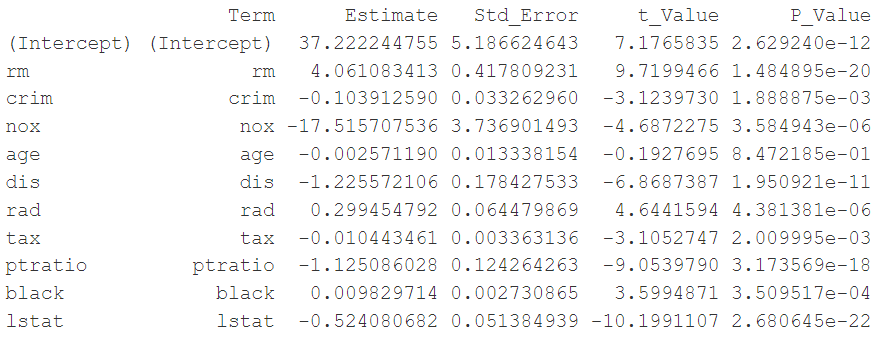 Term Estimate Std_Error t_Value P_Value
(Intercept) (Intercept) 37.222244755 5.186624643 7.1765835 2.629240e-12
rm rm 4.061083413 0.417809231 9.7199466 1.484895e-20
crim crim -0.103912590 0.033262960 -3.1239730 1.888875e-03
nox nox -17.515707536 3.736901493 -4.6872275 3.584943e-06
age age -0.002571190 0.013338154 -0.1927695 8.472185e-01
dis dis -1.225572106 0.178427533 -6.8687387 1.950921e-11
rad rad 0.299454792 0.064479869 4.6441594 4.381381e-06
tax tax -0.010443461 0.003363136 -3.1052747 2.009995e-03
ptratio ptratio -1.125086028 0.124264263 -9.0539790 3.173569e-18
black black 0.009829714 0.002730865 3.5994871 3.509517e-04
lstat lstat -0.524080682 0.051384939 -10.1991107 2.680645e-22